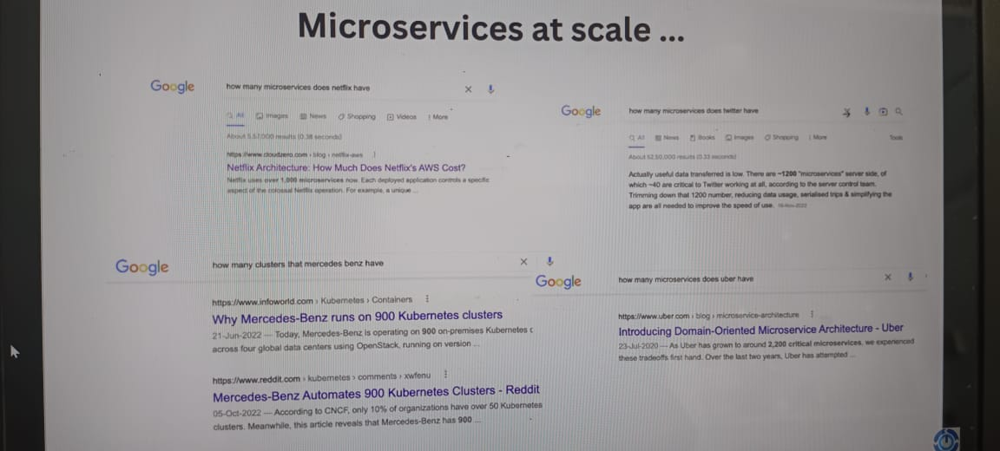 Microservices at scale ...
Google
how many microservices does netflix have
All Images News Shopping Videos More
About 5,57,000 results (0.38 seconds)
https://www.cloudzero.com › blog › netflix-aws
Netflix Architecture: How Much Does Netflix's AWS Cost?
Netflix uses over 1,000 microservices now. Each deployed application controls a specific
aspect of the colossal Netflix operation. For example, a unique ...
Google
how many microservices does twitter have
All News Books Images Shopping More Tools
About 52,50,000 results (0.33 seconds)
Actually useful data transferred is low. There are ~1200 "microservices" server side, of
which ~40 are critical to Twitter working at all, according to the server control team.
Trimming down that 1200 number, reducing data usage, serialised trips & simplifying the
app are all needed to improve the speed of use. -Nov-2022
Google
how many clusters that mercedes benz have
https://www.infoworld.com › Kubernetes › Containers
Why Mercedes-Benz runs on 900 Kubernetes clusters
21-Jun-2022 — Today, Mercedes-Benz is operating on 900 on-premises Kubernetes c
across four global data centers using OpenStack, running on version ...
https://www.reddit.com › kubernetes › comments › xwfenu
Mercedes-Benz Automates 900 Kubernetes Clusters - Reddit
05-Oct-2022 — According to CNCF, only 10% of organizations have over 50 Kubernetes
clusters. Meanwhile, this article reveals that Mercedes-Benz has 900 ...
Google
how many microservices does uber have
https://www.uber.com › blog › microservice-architecture
Introducing Domain-Oriented Microservice Architecture - Uber
23-Jul-2020 — As Uber has grown to around 2,200 critical microservices, we experienced
these tradeoffs first hand. Over the last two years, Uber has attempted ...